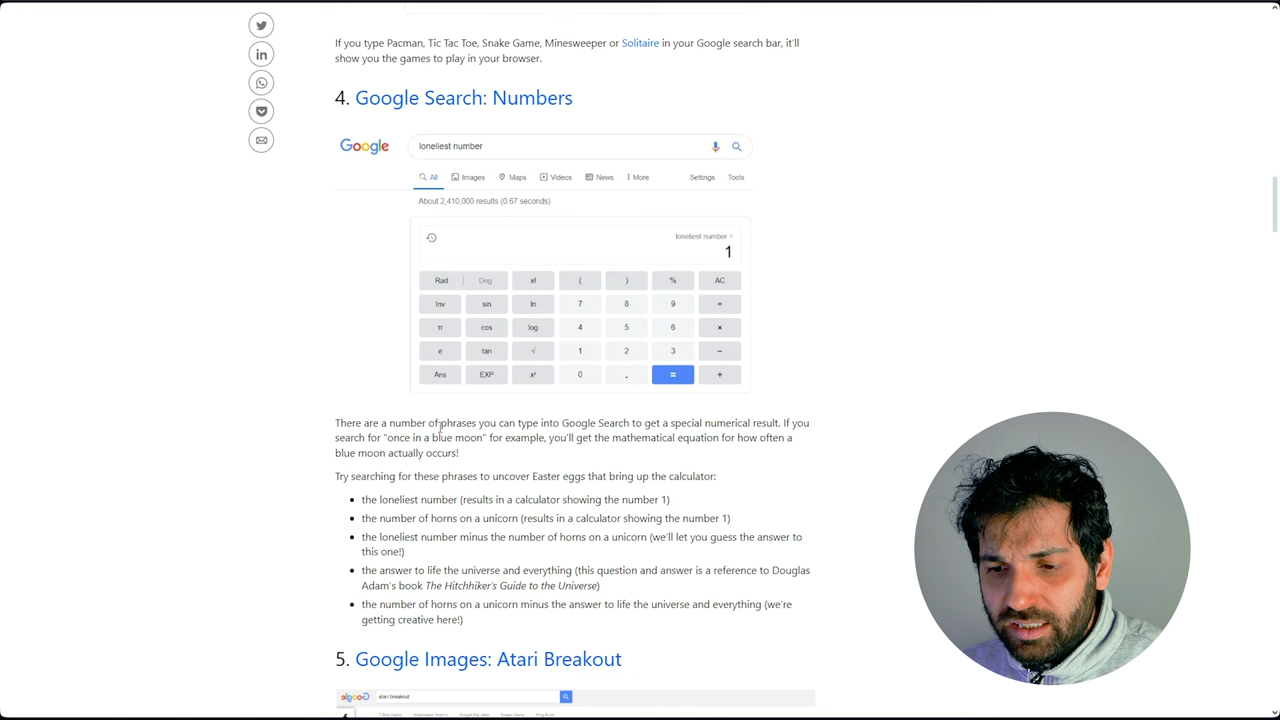 If you type Pacman, Tic Tac Toe, Snake Game, Minesweeper or Solitaire in your Google search bar, it'll
show you the games to play in your browser.
4. Google Search: Numbers
Google loneliest number
All Images Maps Videos News More Settings Tools
About 2,410,000 results (0.67 seconds)
loneliest number =
1
Rad Deg x! ( ) % AC
Inv sin ln 7 8 9 ÷
π cos log 4 5 6 ×
e tan √ 1 2 3 −
Ans EXP xʸ 0 . = +
There are a number of phrases you can type into Google Search to get a special numerical result. If you
search for "once in a blue moon" for example, you'll get the mathematical equation for how often a
blue moon actually occurs!
Try searching for these phrases to uncover Easter eggs that bring up the calculator:
• the loneliest number (results in a calculator showing the number 1)
• the number of horns on a unicorn (results in a calculator showing the number 1)
• the loneliest number minus the number of horns on a unicorn (we'll let you guess the answer to
this one!)
• the answer to life the universe and everything (this question and answer is a reference to Douglas
Adam's book The Hitchhiker's Guide to the Universe)
• the number of horns on a unicorn minus the answer to life the universe and everything (we're
getting creative here!)
5. Google Images: Atari Breakout
Google atari breakout